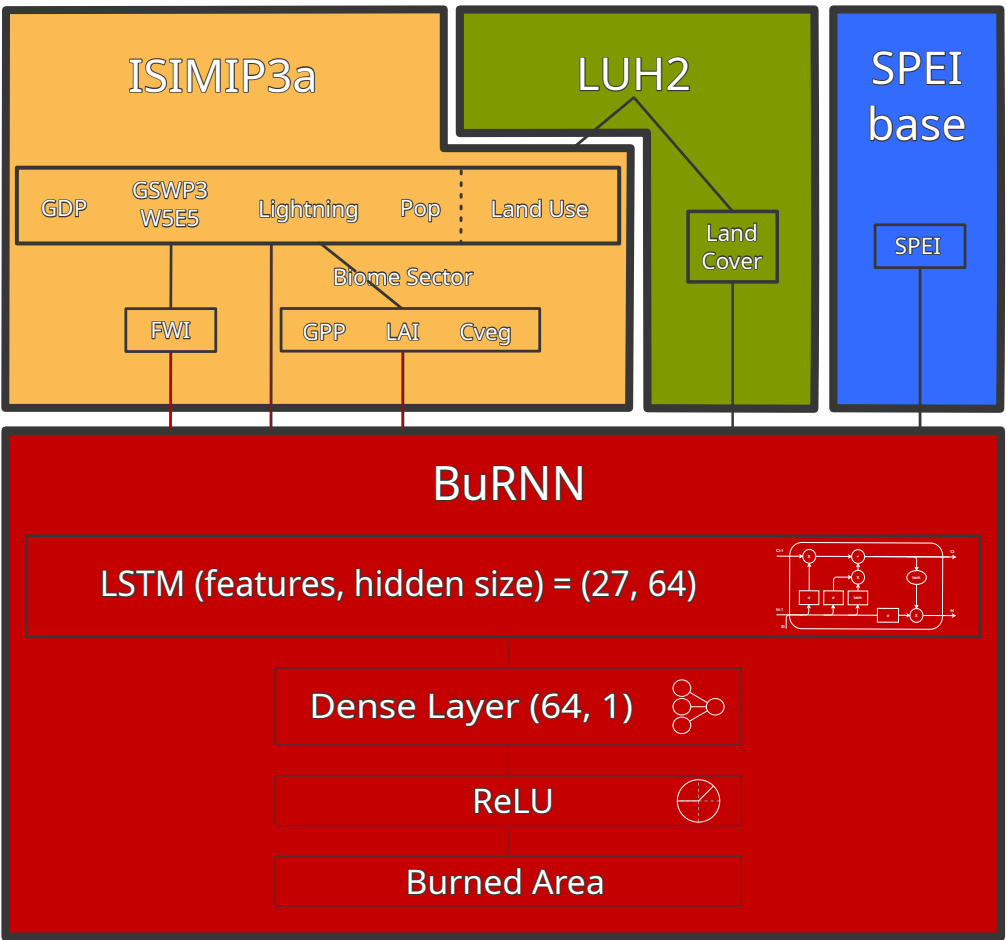 ISIMIP3a
LUH2
SPEI
base
GDP
GSWP3
W5E5
Lightning
Pop
Land Use
Land
Cover
SPEI
Biome Sector
FWI
GPP
LAI
Cveg
BuRNN
LSTM (features, hidden size) = (27, 64)
Dense Layer (64, 1)
ReLU
Burned Area